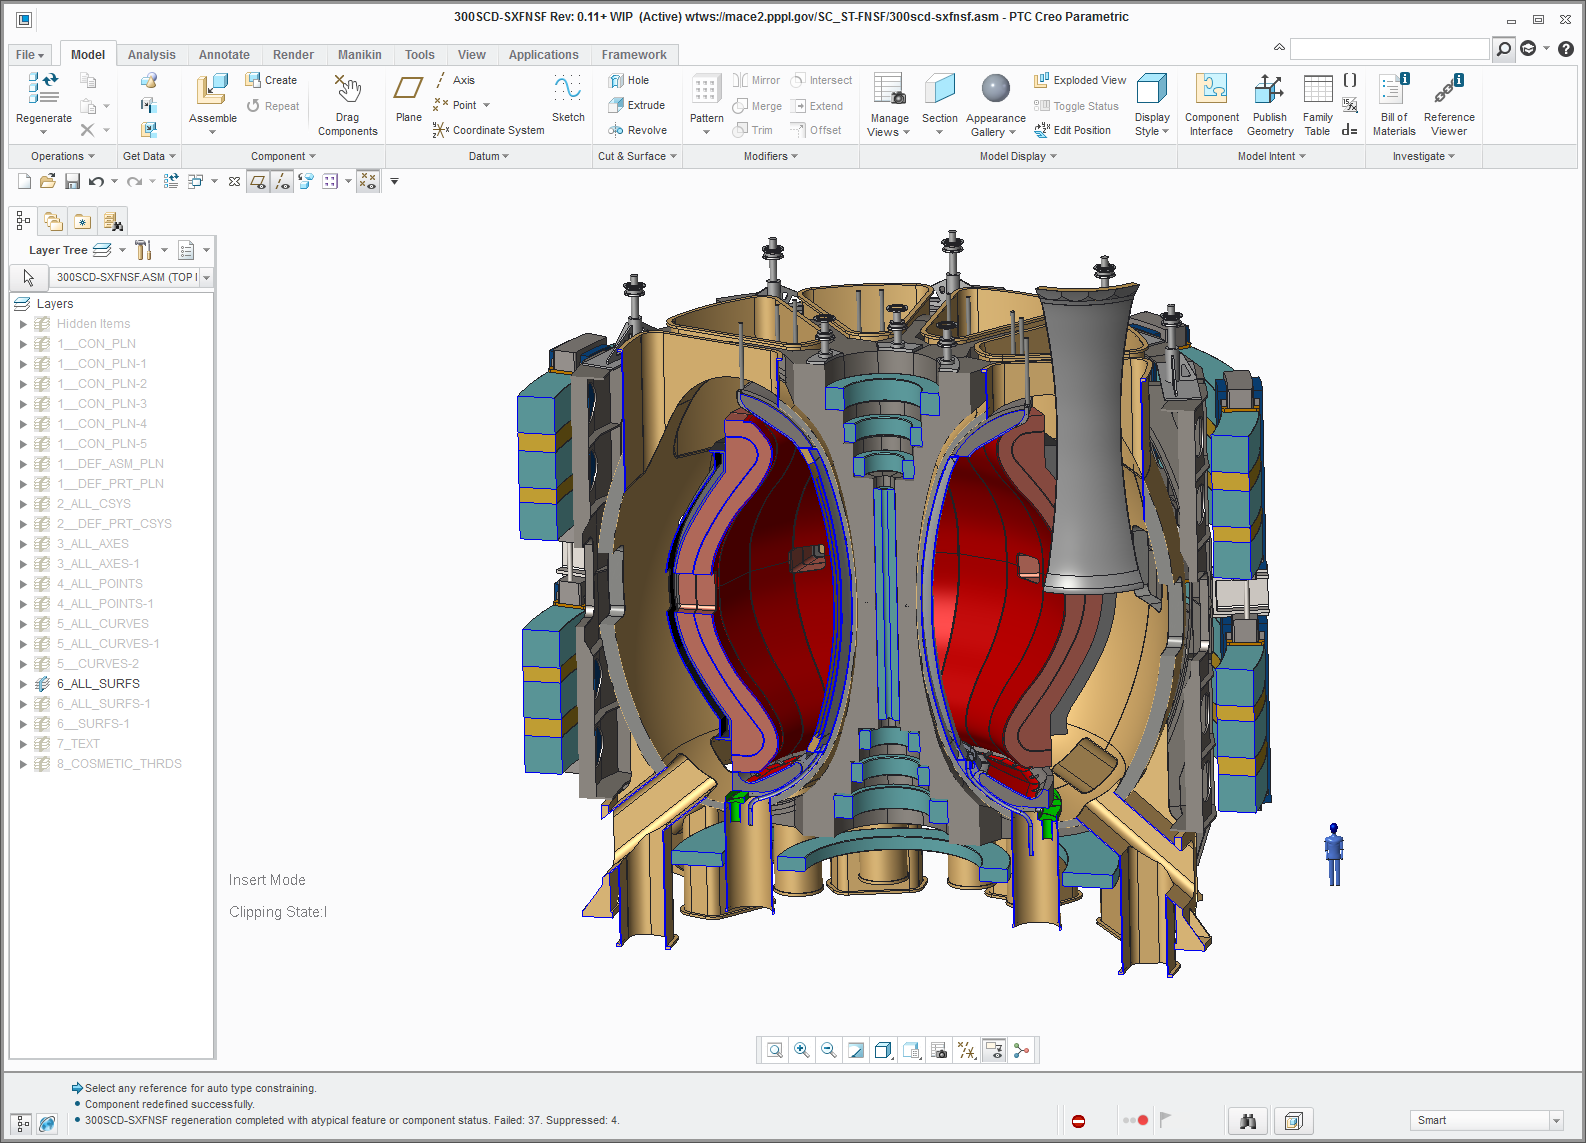 300SCD-SXFNSF Rev: 0.11+ WIP  (Active) wtws://mace2.pppl.gov/SC_ST-FNSF/300scd-sxfnsf.asm - PTC Creo Parametric
File Model Analysis Annotate Render Manikin Tools View Applications Framework
Regenerate
Assemble
Create
Repeat
Drag Components
Plane
Axis
Point
Coordinate System
Sketch
Hole
Extrude
Revolve
Pattern
Mirror
Merge
Trim
Intersect
Extend
Offset
Manage Views
Section
Appearance Gallery
Exploded View
Toggle Status
Edit Position
Display Style
Component Interface
Publish Geometry
Family Table
d=
Bill of Materials
Reference Viewer
Operations Get Data Component Datum Cut & Surface Modifiers Model Display Model Intent Investigate
Layer Tree
300SCD-SXFNSF.ASM (TOP I
Layers
Hidden Items
1__CON_PLN
1__CON_PLN-1
1__CON_PLN-2
1__CON_PLN-3
1__CON_PLN-4
1__CON_PLN-5
1__DEF_ASM_PLN
1__DEF_PRT_PLN
2_ALL_CSYS
2__DEF_PRT_CSYS
3_ALL_AXES
3_ALL_AXES-1
4_ALL_POINTS
4_ALL_POINTS-1
5_ALL_CURVES
5_ALL_CURVES-1
5__CURVES-2
6_ALL_SURFS
6_ALL_SURFS-1
6__SURFS-1
7_TEXT
8_COSMETIC_THRDS
Insert Mode
Clipping State:I
Select any reference for auto type constraining.
Component redefined successfully.
300SCD-SXFNSF regeneration completed with atypical feature or component status. Failed: 37. Suppressed: 4.
Smart